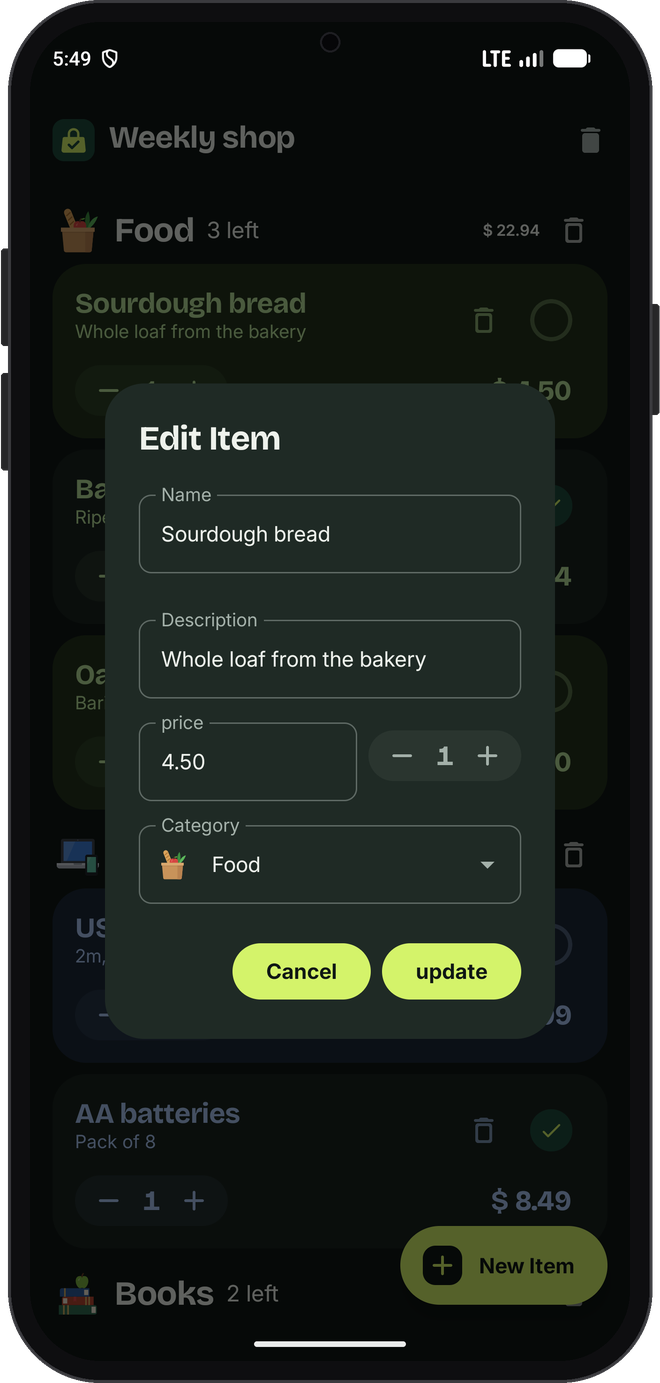 5:49 LTE
Weekly shop
Food 3 left $ 22.94
Sourdough bread
Whole loaf from the bakery
Edit Item
Name
Sourdough bread
Description
Whole loaf from the bakery
price
4.50
1
Category
Food
Cancel update
AA batteries
Pack of 8
1 $ 8.49
New Item
Books 2 left